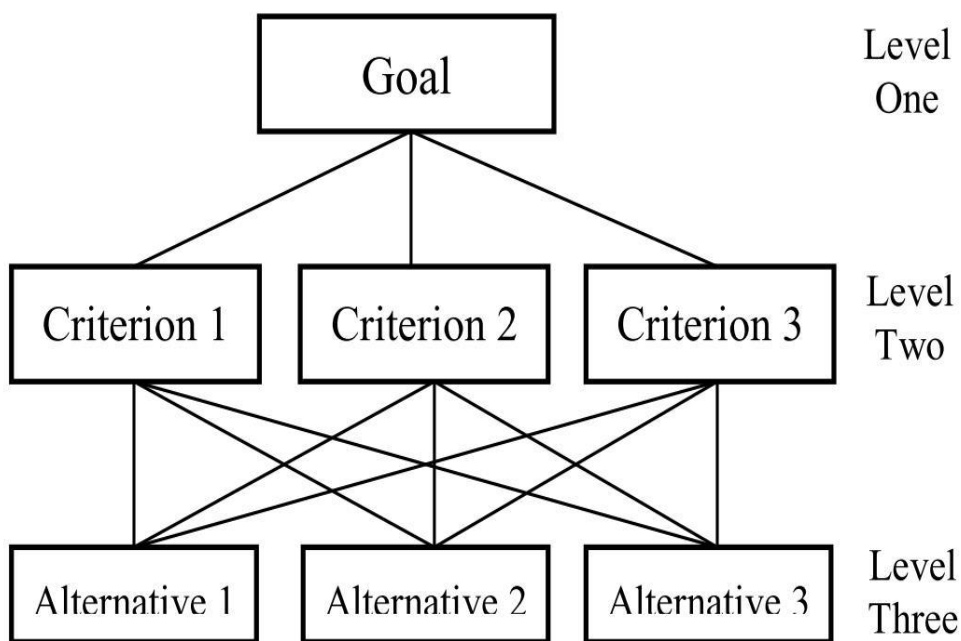 Goal
Level
One
Criterion 1
Criterion 2
Criterion 3
Level
Two
Alternative 1
Alternative 2
Alternative 3
Level
Three